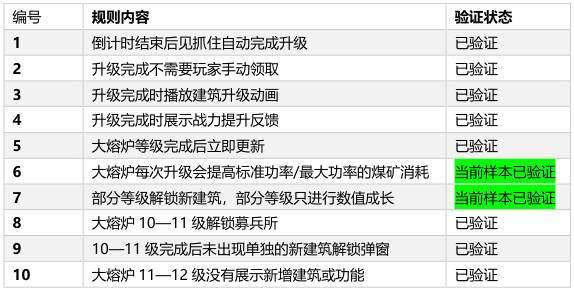 编号 规则内容 验证状态
1 倒计时结束后见抓住自动完成升级 已验证
2 升级完成不需要玩家手动领取 已验证
3 升级完成时播放建筑升级动画 已验证
4 升级完成时展示战力提升反馈 已验证
5 大熔炉等级完成后立即更新 已验证
6 大熔炉每次升级会提高标准功率/最大功率的煤矿消耗 当前样本已验证
7 部分等级解锁新建筑，部分等级只进行数值成长 当前样本已验证
8 大熔炉 10—11 级解锁募兵所 已验证
9 10—11 级完成后未出现单独的新建筑解锁弹窗 已验证
10 大熔炉 11—12 级没有展示新增建筑或功能 已验证